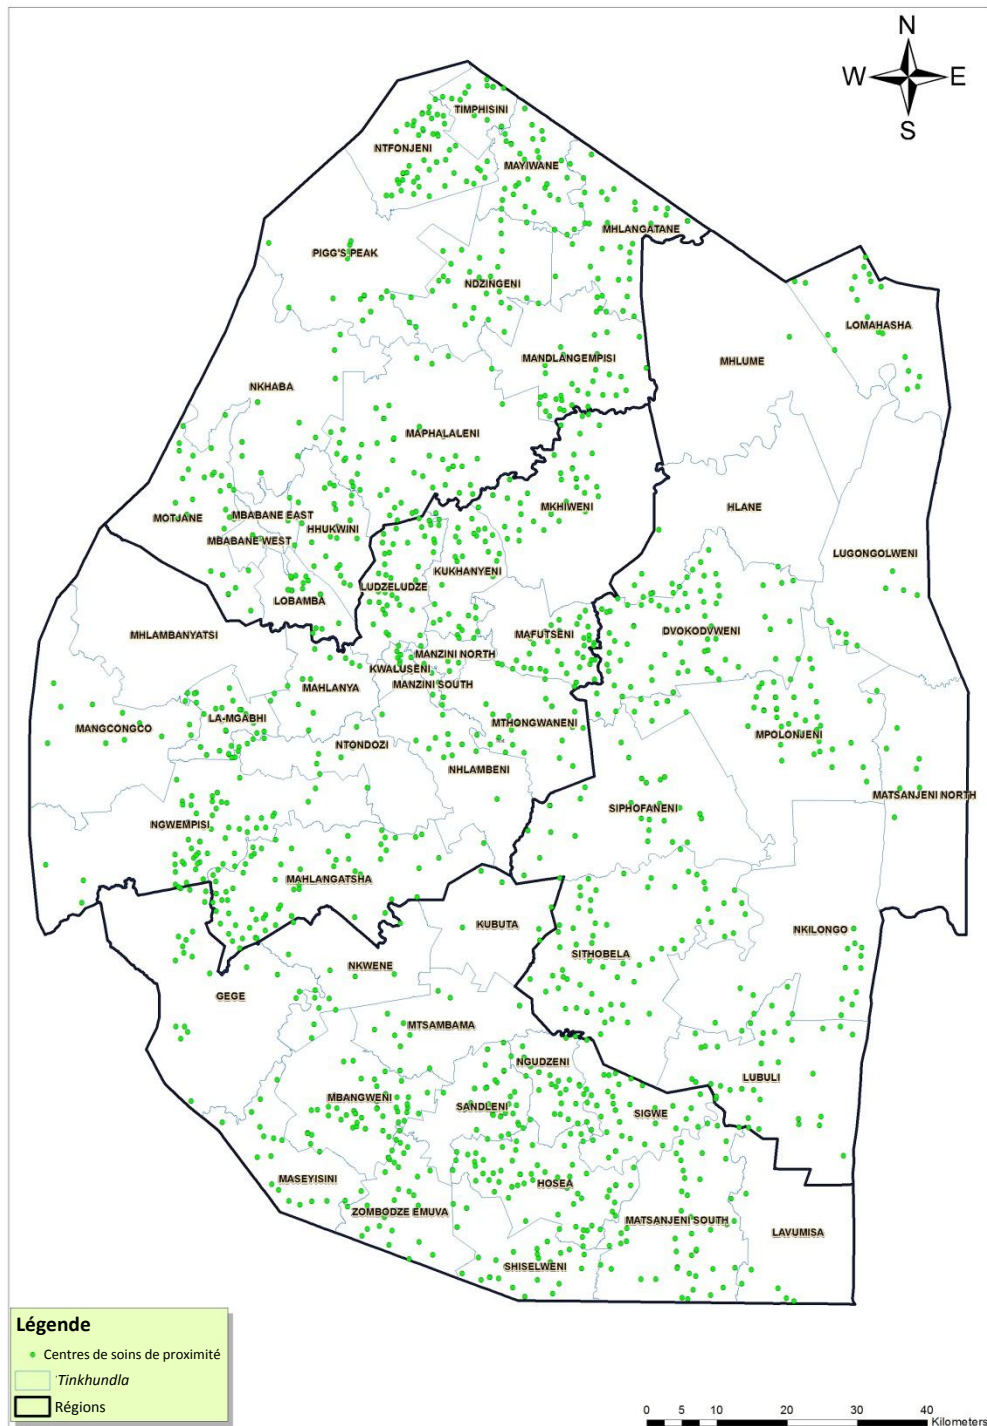 N
W E
S
TIMPHISINI
NTFONJENI
MAYIWANE
MHLANGATANE
PIGG'S PEAK
NDZINGENI
LOMAHASHA
MANDLANGEMPISI
MHLUME
NKHABA
MAPHALALENI
MKHIWENI
HLANE
MOTJANE
MBABANE EAST
HHUKWINI
MBABANE WEST
LUGONGOLWENI
KUKHANYENI
LUDZELUDZE
LOBAMBA
MHLAMBANYATSI
MAFUTSENI
DVOKODVWENI
MANZINI NORTH
KWALUSENI
MANZINI SOUTH
MAHLANYA
LA-MGABHI
MTHONGWANENI
MANGCONGCO
MPOLONJENI
NTONDOZI
NHLAMBENI
MATSANJENI NORTH
SIPHOFANENI
NGWEMPISI
MAHLANGATSHA
KUBUTA
NKILONGO
SITHOBELA
NKWENE
GEGE
MTSAMBAMA
NGUDZENI
LUBULI
MBANGWENI
SANDLENI
SIGWE
MASEYISINI
HOSEA
ZOMBODZE EMUVA
MATSANJENI SOUTH
LAVUMISA
SHISELWENI
Légende
Centres de soins de proximité
'Tinkhundla
Régions
0 5 10 20 30 40
Kilometers